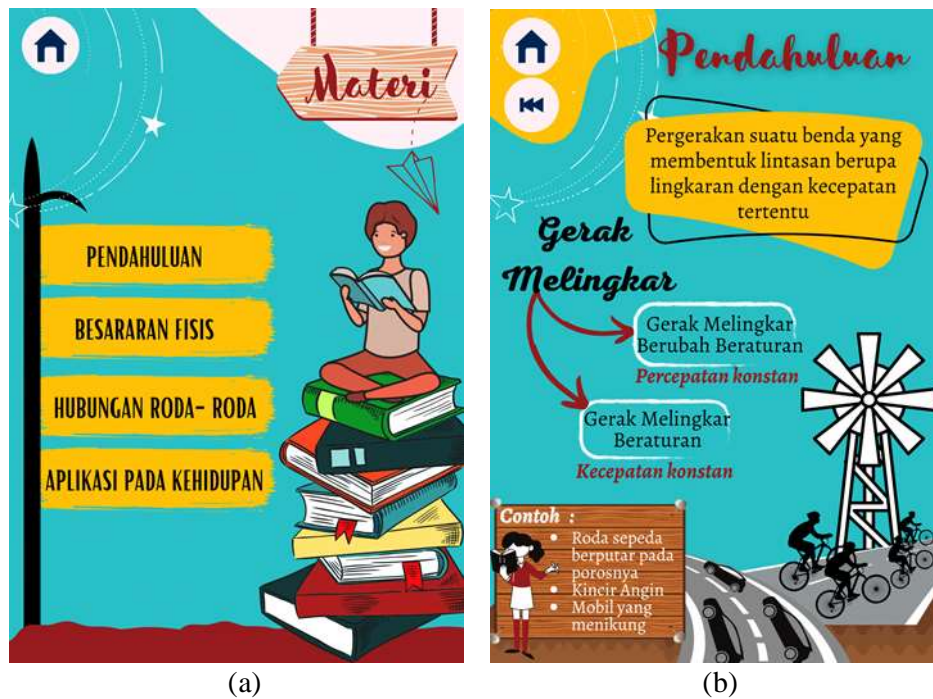 Materi
PENDAHULUAN
BESARARAN FISIS
HUBUNGAN RODA- RODA
APLIKASI PADA KEHIDUPAN
(a)
Pendahuluan
Pergerakan suatu benda yang
membentuk lintasan berupa
lingkaran dengan kecepatan
tertentu
Gerak
Melingkar
Gerak Melingkar
Berubah Beraturan
Percepatan konstan
Gerak Melingkar
Beraturan
Kecepatan konstan
Contoh :
• Roda sepeda
berputar pada
porosnya
• Kincir Angin
• Mobil yang
menikung
(b)